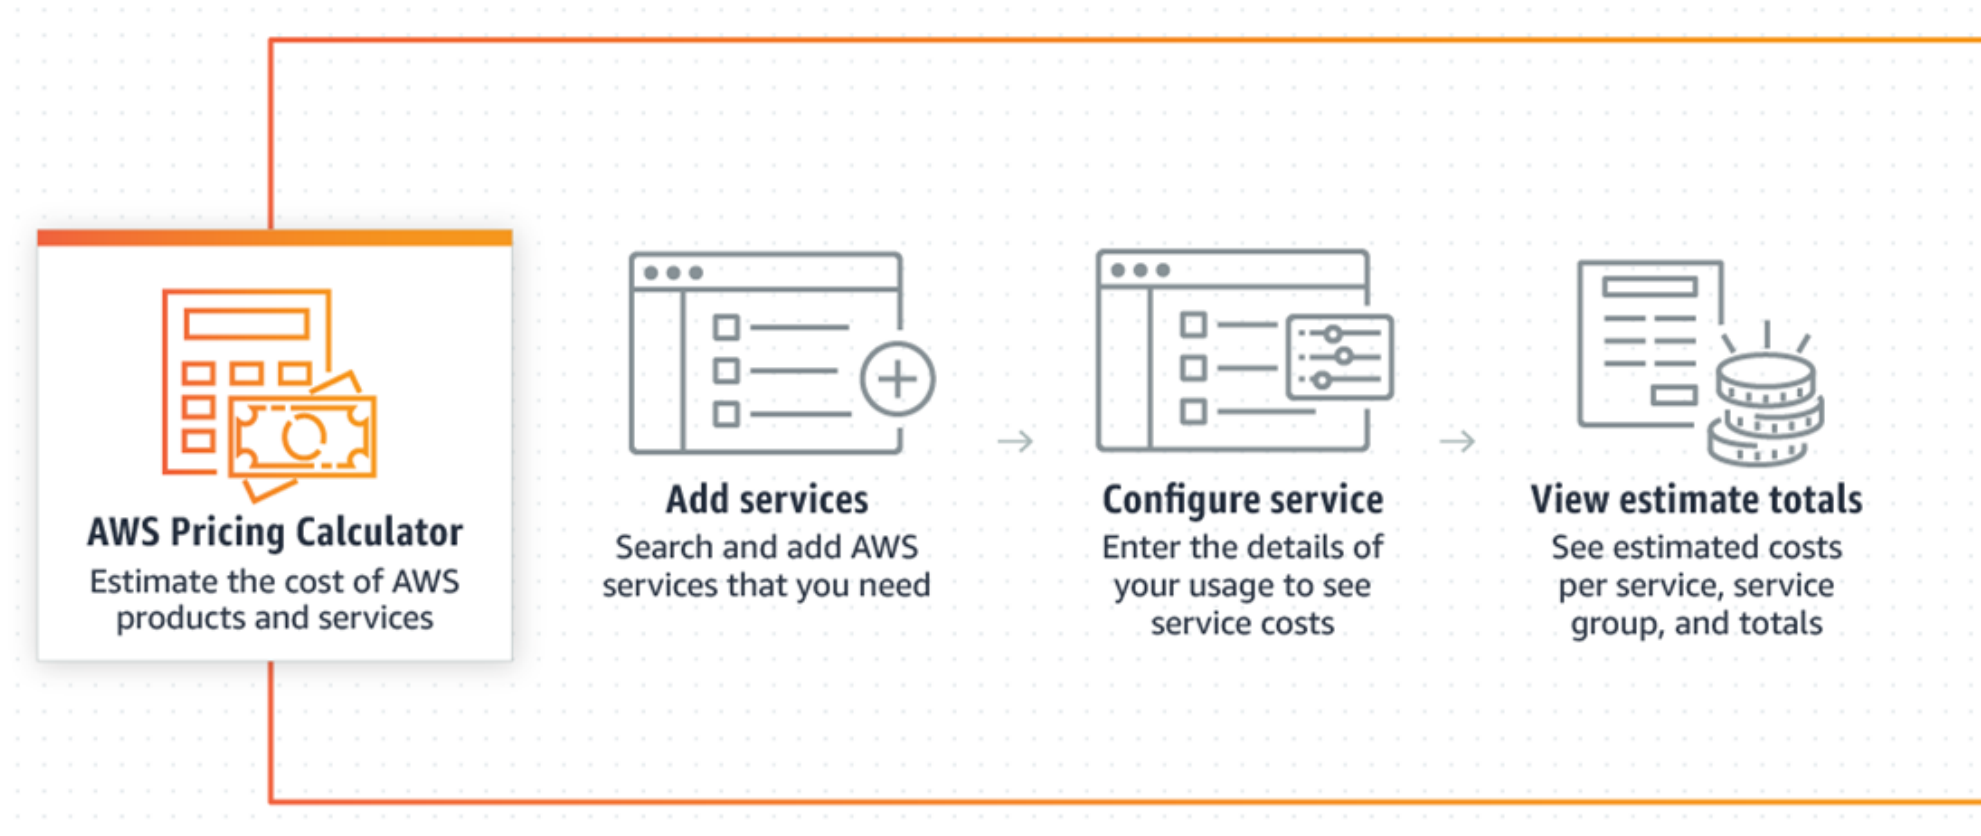 AWS Pricing Calculator
Estimate the cost of AWS
products and services
Add services
Search and add AWS
services that you need
Configure service
Enter the details of
your usage to see
service costs
View estimate totals
See estimated costs
per service, service
group, and totals